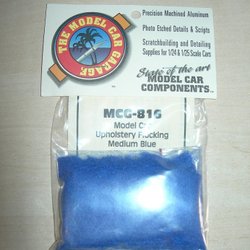 THE MODEL CAR GARAGE
Precision Machined Aluminum
Photo Etched Details & Scripts
Scratchbuilding and Detailing
Supplies for 1/24 & 1/25 Scale Cars
State of the art
MODEL CAR
COMPONENTS
MCG-816
Model C
Upholstery Flocking
Medium Blue